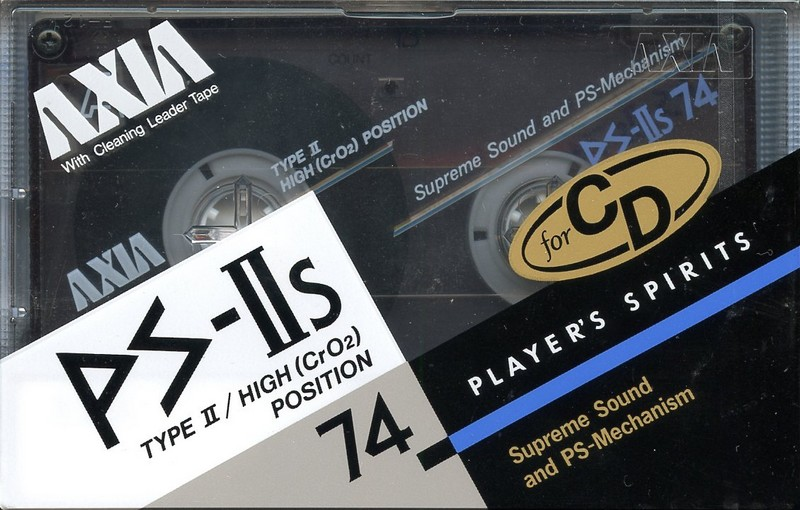 AXIA
With Cleaning Leader Tape
COUNT
AXIA
TYPE II
HIGH (CrO2) POSITION
Supreme Sound and PS-Mechanism
PS-IIs 74
AXIA
for CD
PS-IIs
TYPE II / HIGH (CrO2)
POSITION
74
PLAYER'S SPIRITS
Supreme Sound
and PS-Mechanism